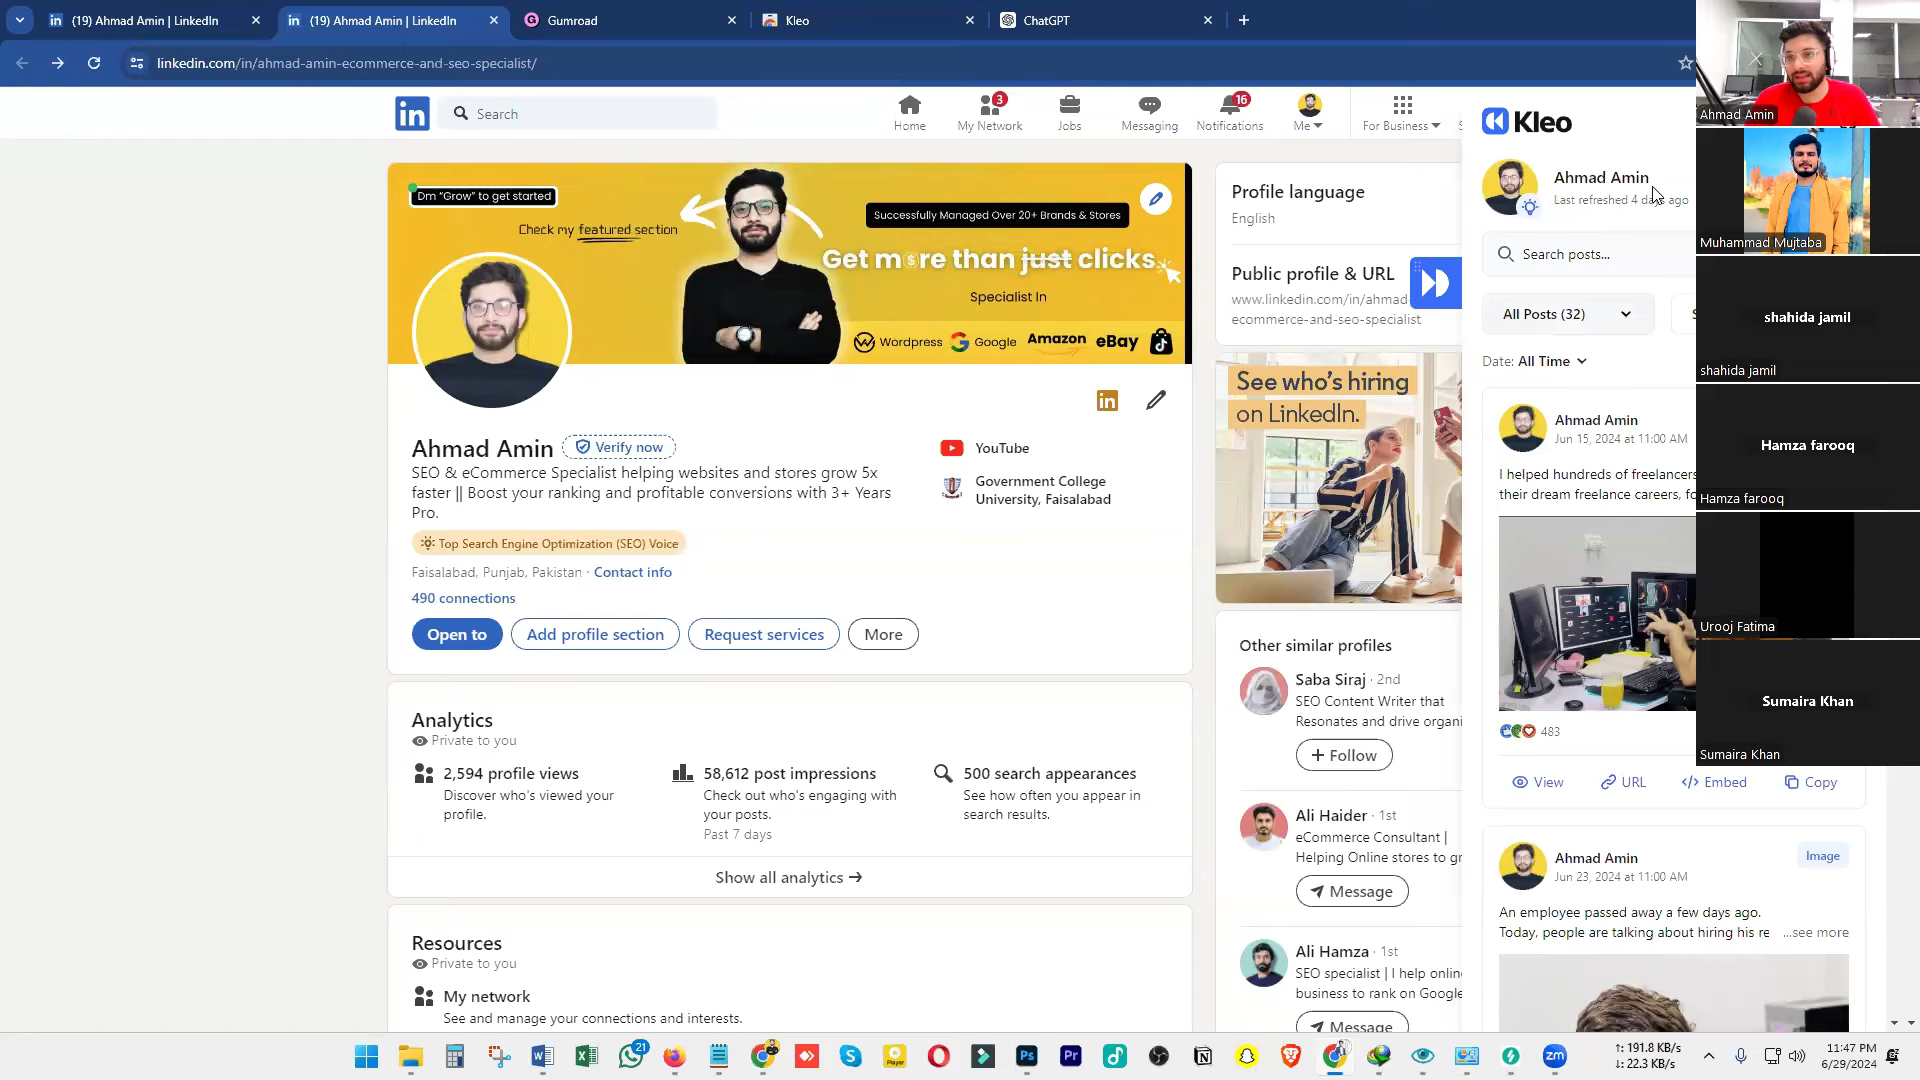 (19) Ahmad Amin | LinkedIn
(19) Ahmad Amin | LinkedIn
Gumroad
Kleo
ChatGPT
linkedin.com/in/ahmad-amin-ecommerce-and-seo-specialist/
Search
Home
3
My Network
Jobs
Messaging
16
Notifications
Me
For Business
Dm “Grow” to get started
Check my featured section
Successfully Managed Over 20+ Brands & Stores
Get more than just clicks
Specialist In
Wordpress
Google
Amazon
eBay
Ahmad Amin
Verify now
SEO & eCommerce Specialist helping websites and stores grow 5x
faster || Boost your ranking and profitable conversions with 3+ Years
Pro.
Top Search Engine Optimization (SEO) Voice
Faisalabad, Punjab, Pakistan · Contact info
490 connections
Open to
Add profile section
Request services
More
YouTube
Government College
University, Faisalabad
Analytics
Private to you
2,594 profile views
Discover who's viewed your
profile.
58,612 post impressions
Check out who's engaging with
your posts.
Past 7 days
500 search appearances
See how often you appear in
search results.
Show all analytics →
Resources
Private to you
My network
See and manage your connections and interests.
Profile language
English
Public profile & URL
www.linkedin.com/in/ahmad-
ecommerce-and-seo-specialist
See who's hiring
on LinkedIn.
Other similar profiles
Saba Siraj · 2nd
SEO Content Writer that
Resonates and drive organi
+ Follow
Ali Haider · 1st
eCommerce Consultant |
Helping Online stores to gr
Message
Ali Hamza · 1st
SEO specialist | I help onlin
business to rank on Google
Message
Kleo
Ahmad Amin
Last refreshed 4 days ago
Search posts...
All Posts (32)
Date: All Time
Ahmad Amin
Jun 15, 2024 at 11:00 AM
I helped hundreds of freelancers
their dream freelance careers, fo
483
View
URL
Embed
Copy
Ahmad Amin
Jun 23, 2024 at 11:00 AM
Image
An employee passed away a few days ago.
Today, people are talking about hiring his re ...see more
Ahmad Amin
Muhammad Mujtaba
shahida jamil
shahida jamil
Hamza farooq
Hamza farooq
Urooj Fatima
Sumaira Khan
Sumaira Khan
21
Player
Ps
Pr
zm
↑: 191.8 KB/s
↓: 22.3 KB/s
11:47 PM
6/29/2024